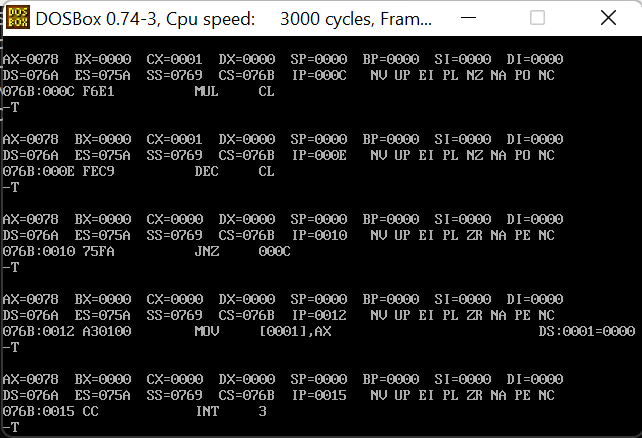 DOS
BOX
DOSBox 0.74-3, Cpu speed: 3000 cycles, Fram...
AX=0078 BX=0000 CX=0001 DX=0000 SP=0000 BP=0000 SI=0000 DI=0000
DS=076A ES=075A SS=0769 CS=076B IP=000C NV UP EI PL NZ NA PO NC
076B:000C F6E1 MUL CL
-T
AX=0078 BX=0000 CX=0001 DX=0000 SP=0000 BP=0000 SI=0000 DI=0000
DS=076A ES=075A SS=0769 CS=076B IP=000E NV UP EI PL NZ NA PO NC
076B:000E FEC9 DEC CL
-T
AX=0078 BX=0000 CX=0000 DX=0000 SP=0000 BP=0000 SI=0000 DI=0000
DS=076A ES=075A SS=0769 CS=076B IP=0010 NV UP EI PL ZR NA PE NC
076B:0010 75FA JNZ 000C
-T
AX=0078 BX=0000 CX=0000 DX=0000 SP=0000 BP=0000 SI=0000 DI=0000
DS=076A ES=075A SS=0769 CS=076B IP=0012 NV UP EI PL ZR NA PE NC
076B:0012 A30100 MOV [0001],AX DS:0001=0000
-T
AX=0078 BX=0000 CX=0000 DX=0000 SP=0000 BP=0000 SI=0000 DI=0000
DS=076A ES=075A SS=0769 CS=076B IP=0015 NV UP EI PL ZR NA PE NC
076B:0015 CC INT 3
-T